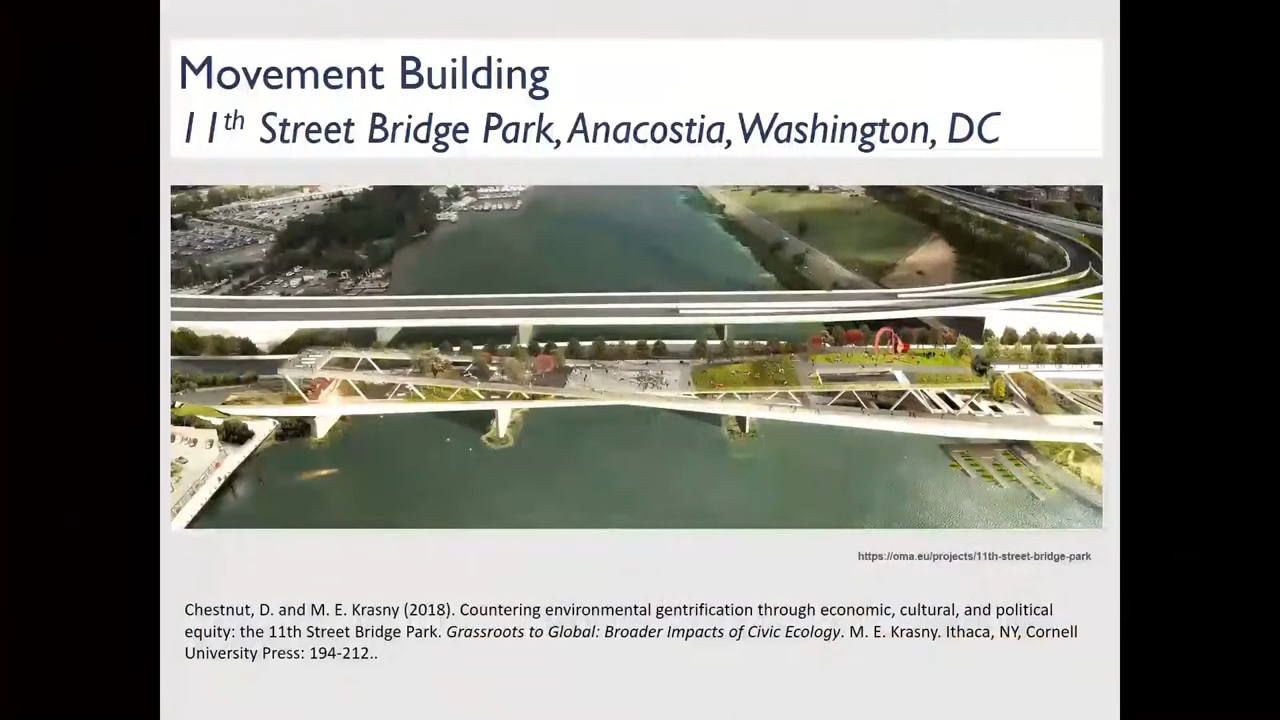 Movement Building
11th Street Bridge Park, Anacostia, Washington, DC
https://oma.eu/projects/11th-street-bridge-park
Chestnut, D. and M. E. Krasny (2018). Countering environmental gentrification through economic, cultural, and political
equity: the 11th Street Bridge Park. Grassroots to Global: Broader Impacts of Civic Ecology. M. E. Krasny. Ithaca, NY, Cornell
University Press: 194-212..